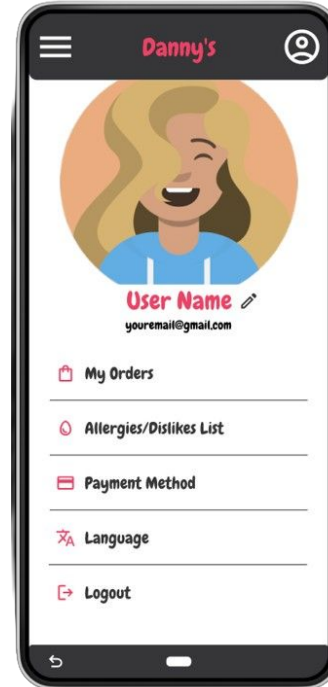 Danny's
User Name
youremail@gmail.com
My Orders
Allergies/Dislikes List
Payment Method
Language
Logout